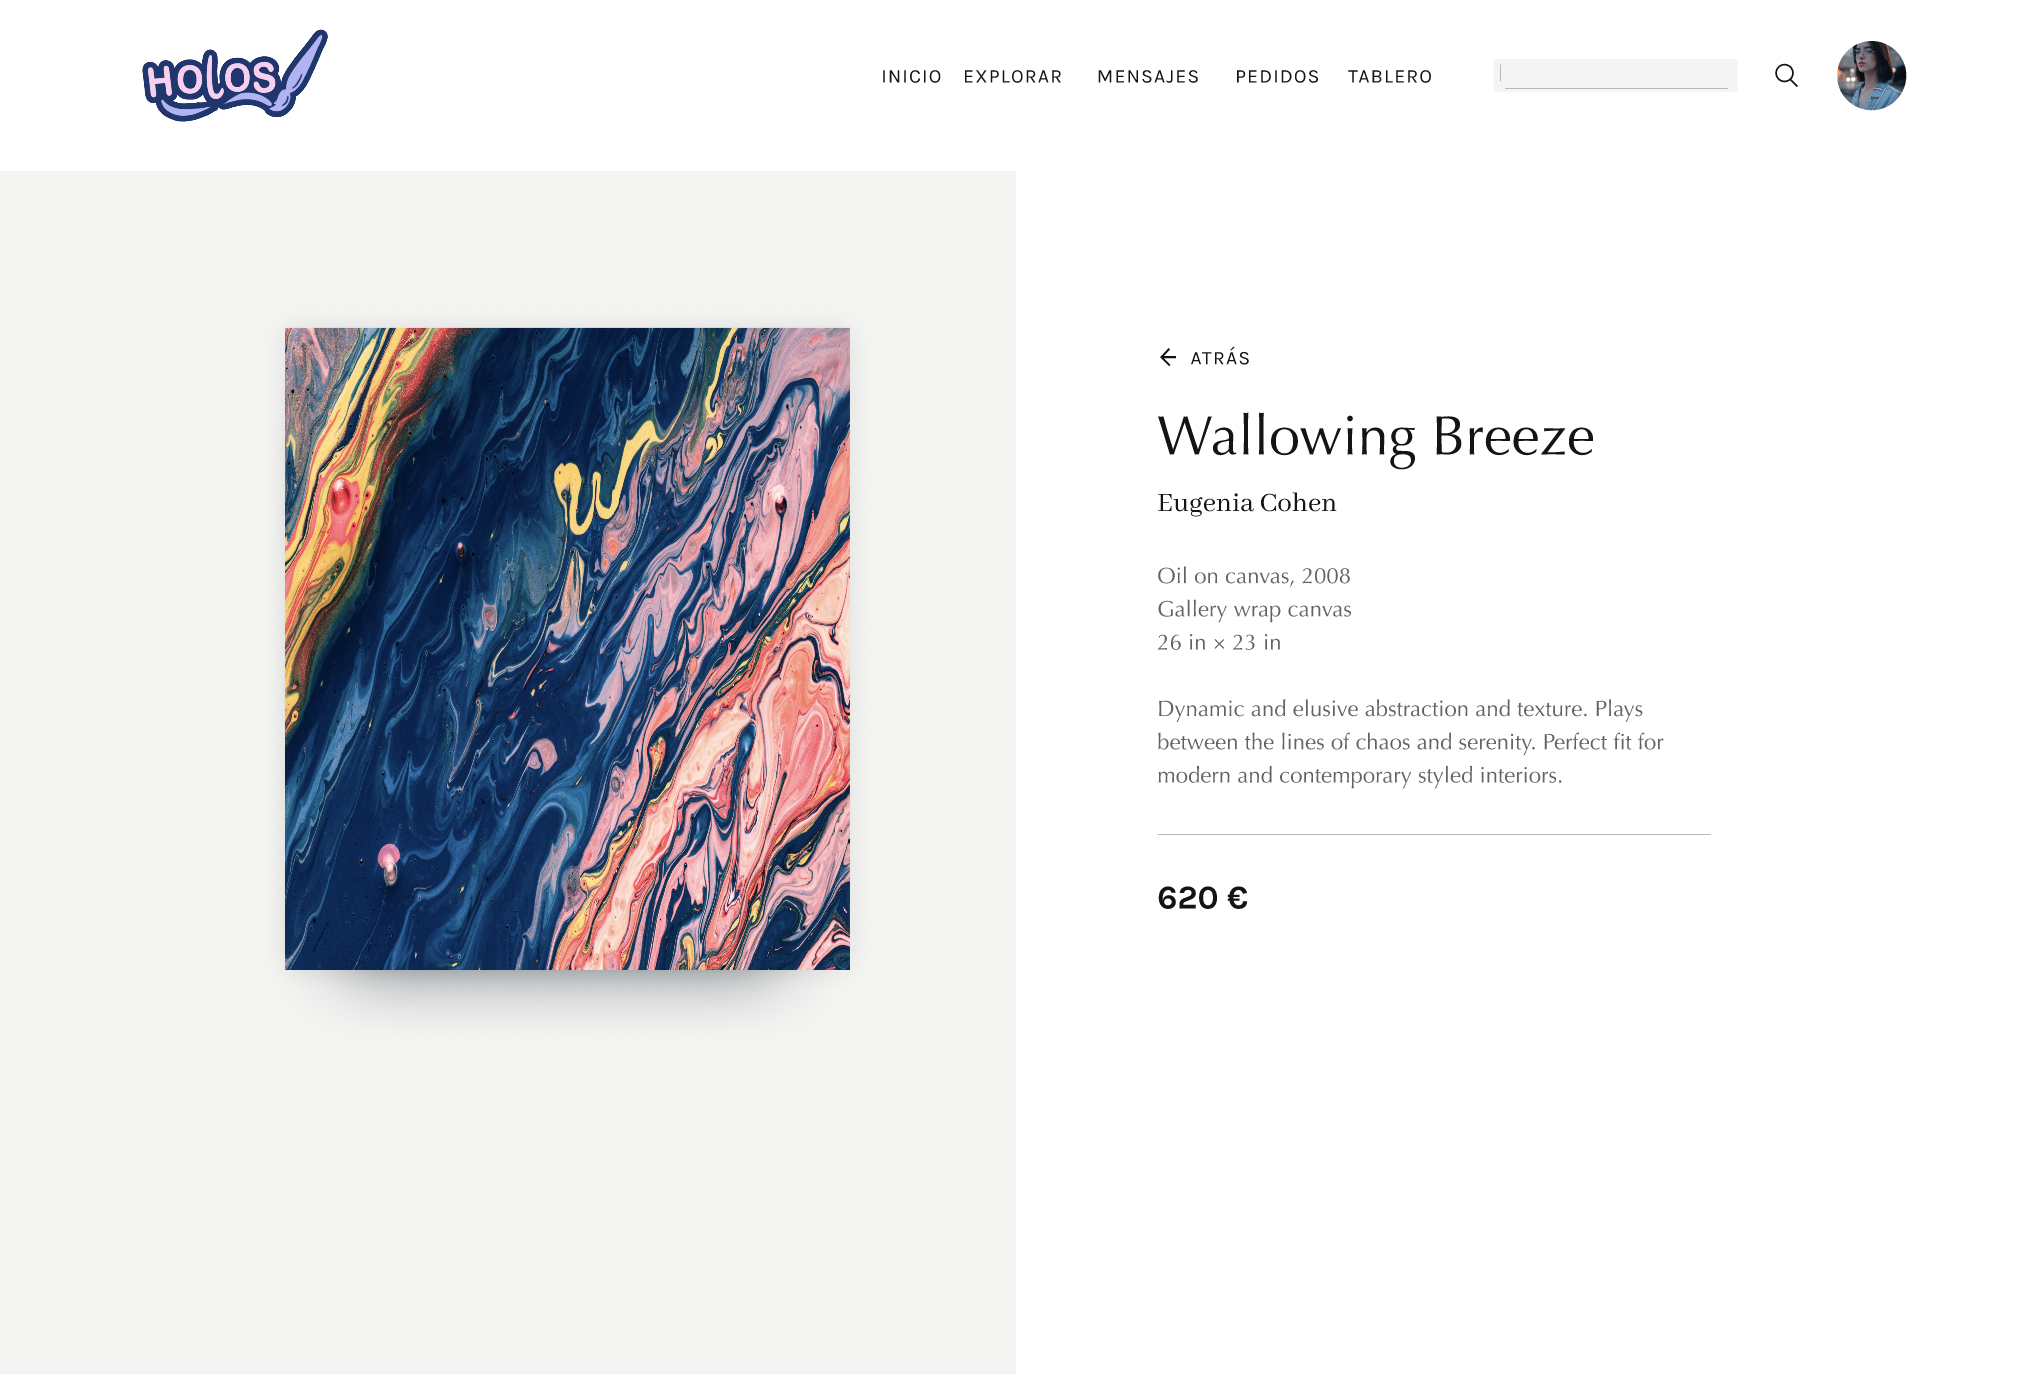 HOLOS
INICIO EXPLORAR MENSAJES PEDIDOS TABLERO
ATRÁS
Wallowing Breeze
Eugenia Cohen
Oil on canvas, 2008
Gallery wrap canvas
26 in × 23 in
Dynamic and elusive abstraction and texture. Plays
between the lines of chaos and serenity. Perfect fit for
modern and contemporary styled interiors.
620 €